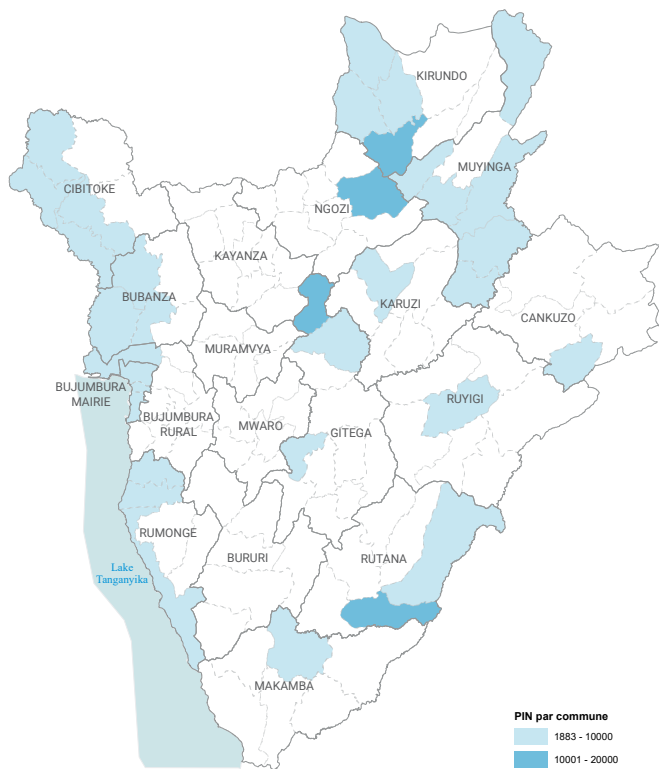 KIRUNDO
MUYINGA
CIBITOKE
NGOZI
KAYANZA
BUBANZA
KARUZI
CANKUZO
MURAMVYA
BUJUMBURA
MAIRIE
RUYIGI
BUJUMBURA
RURAL
MWARO
GITEGA
RUMONGE
BURURI
RUTANA
Lake
Tanganyika
MAKAMBA
PIN par commune
1883 - 10000
10001 - 20000